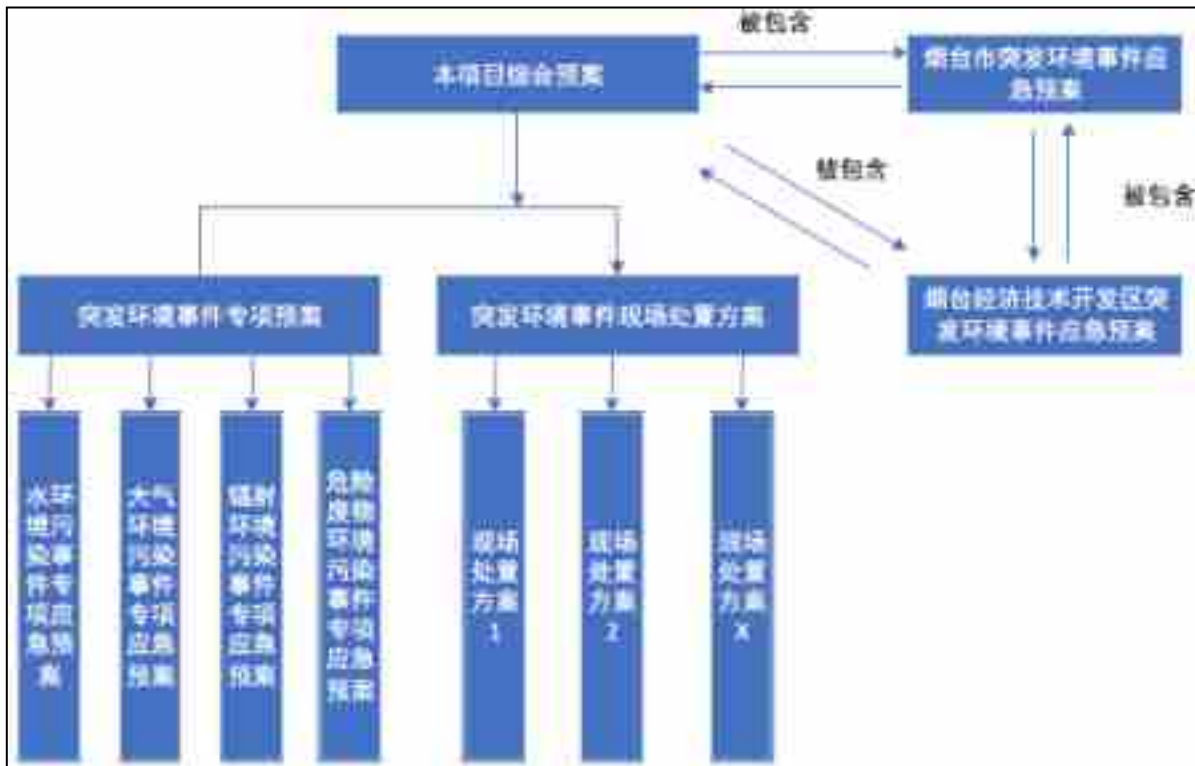 被包含
本项目综合预案
烟台市突发环境事件应
急预案
被包含
被包含
突发环境事件专项预案
突发环境事件现场处置方案
烟台经济技术开发区突
发环境事件应急预案
水环
境污
染事
件专
项应
急预
案
大气
环境
污染
事件
专项
应急
预案
辐射
环境
污染
事件
专项
应急
预案
危险
废物
环境
污染
事件
专项
应急
预案
现场
处置
方案
1
现场
处置
方案
2
现场
处置
方案
X